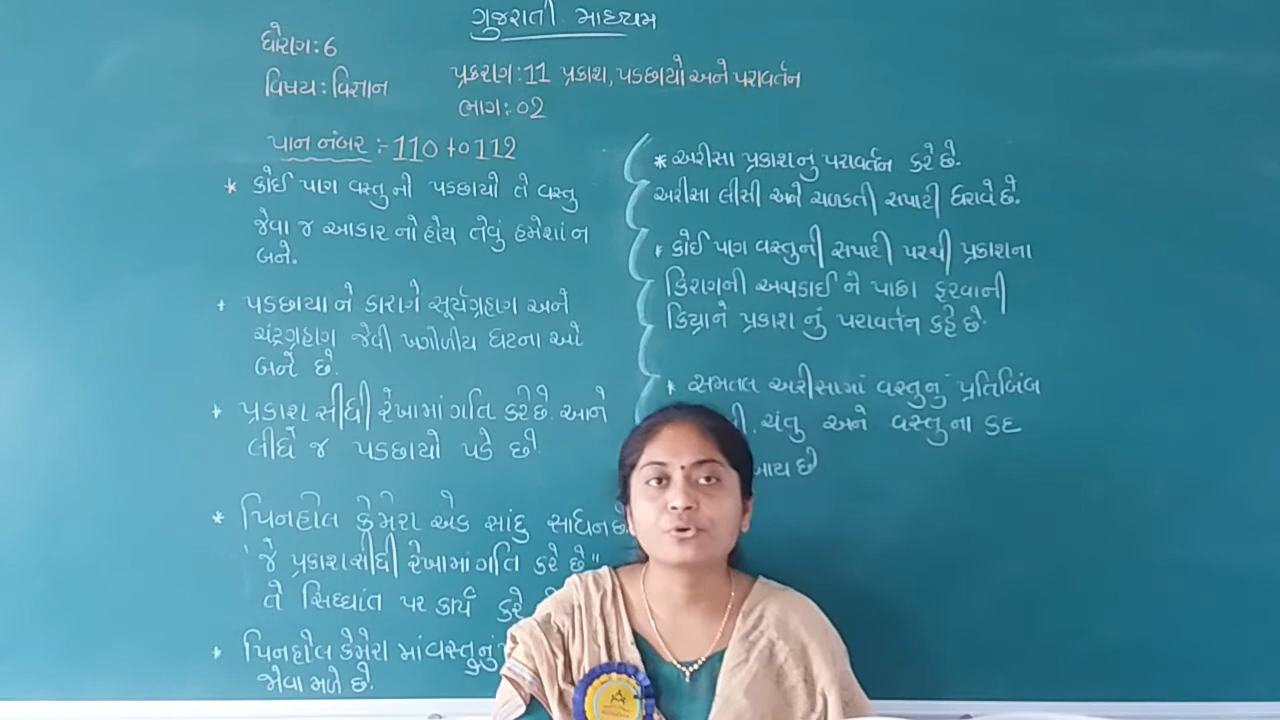 ગુજરાતી માધ્યમ
ધોરણ : 6
વિષય : વિજ્ઞાન
પ્રકરણ : 11 પ્રકાશ, પડછાયો અને પરાવર્તન
ભાગ : 02
પાન નંબર :- 110 to 112
* કોઈ પણ વસ્તુનો પડછાયો તે વસ્તુ
જેવા જ આકાર નો હોય તેવું હમેશાં ન
બને.
* પડછાયા ને કારણે સૂર્યગ્રહણ અને
ચંદ્રગ્રહણ જેવી ખગોળીય ઘટના ઓ
બને છે.
* પ્રકાશ સીધી રેખામાં ગતિ કરે છે. આને
લીધે જ પડછાયો પડે છે.
* પિનહોલ કેમેરા એક સાદું સાધન છે.
" જે પ્રકાશ સીધી રેખામાં ગતિ કરે છે "
તે સિધ્ધાંત પર કાર્ય કરે
* પિનહોલ કેમેરા માં વસ્તુનું
જોવા મળે છે.
* અરીસા પ્રકાશ નું પરાવર્તન કરે છે.
અરીસા લીસી અને ચળકતી સપાટી ધરાવે છે.
* કોઈ પણ વસ્તુની સપાટી પરથી પ્રકાશના
કિરણની અથડાઈ ને પાછા ફરવાની
ક્રિયાને પ્રકાશ નું પરાવર્તન કહે છે.
* સમતલ અરીસામાં વસ્તુનું પ્રતિબિંબ
ચત્તુ અને વસ્તુના કદ
છે